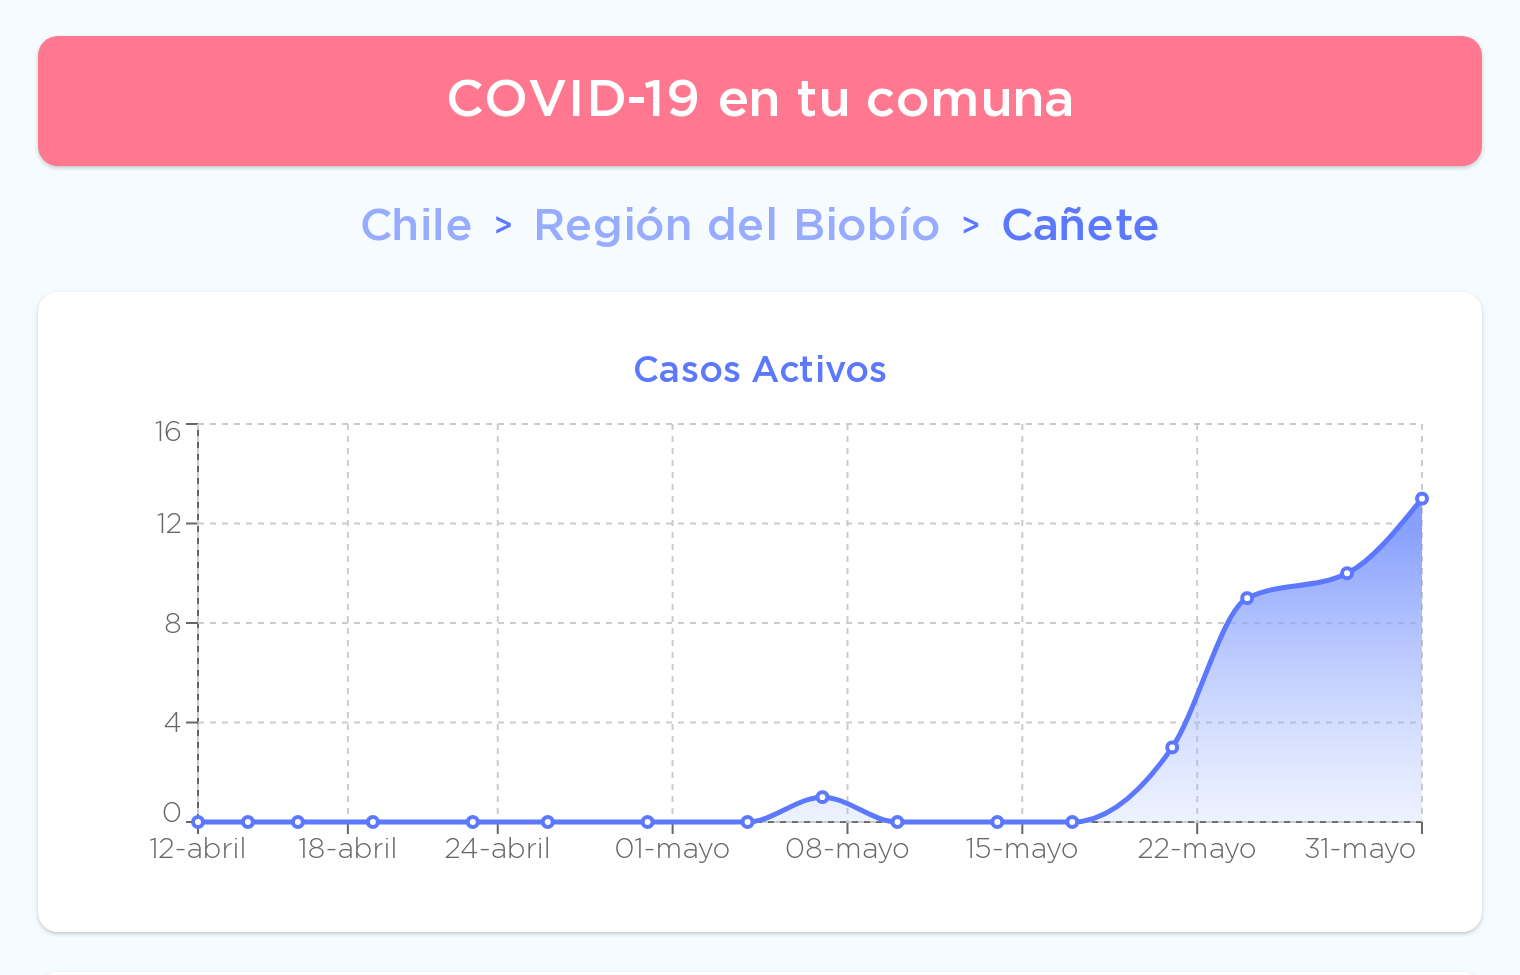 COVID-19 en tu comuna
Chile > Región del Biobío > Cañete
Casos Activos
16
12
8
4
0
12-abril 18-abril 24-abril 01-mayo 08-mayo 15-mayo 22-mayo 31-mayo